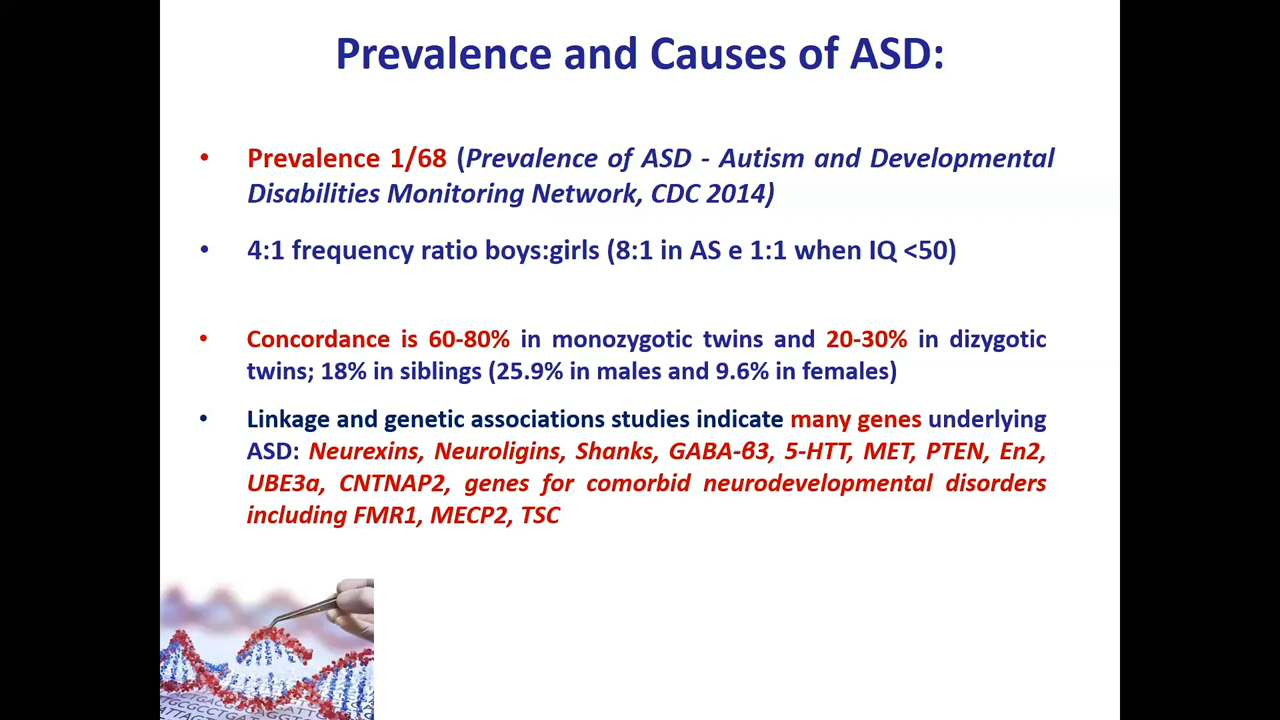 Prevalence and Causes of ASD:
• Prevalence 1/68 (Prevalence of ASD - Autism and Developmental
Disabilities Monitoring Network, CDC 2014)
• 4:1 frequency ratio boys:girls (8:1 in AS e 1:1 when IQ <50)
• Concordance is 60-80% in monozygotic twins and 20-30% in dizygotic
twins; 18% in siblings (25.9% in males and 9.6% in females)
• Linkage and genetic associations studies indicate many genes underlying
ASD: Neurexins, Neuroligins, Shanks, GABA-β3, 5-HTT, MET, PTEN, En2,
UBE3a, CNTNAP2, genes for comorbid neurodevelopmental disorders
including FMR1, MECP2, TSC